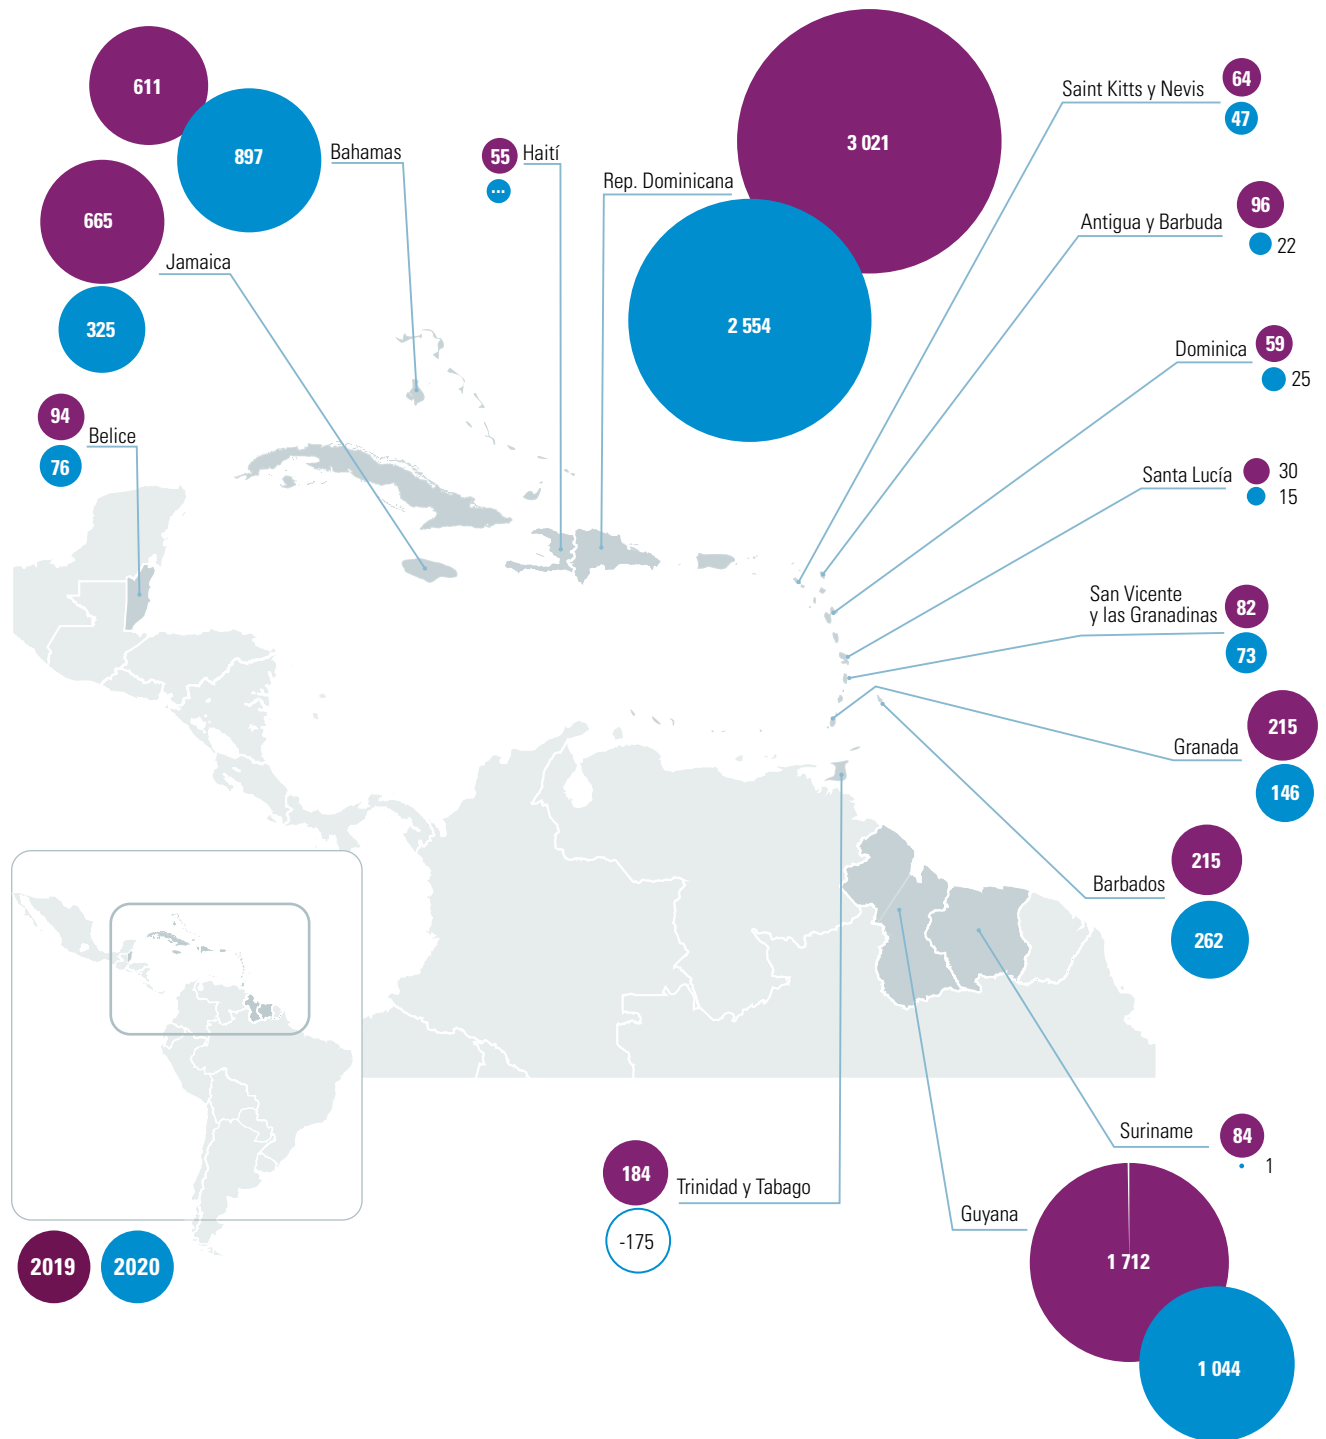 611
897
Bahamas
665
Jamaica
325
55
Haití
...
Rep. Dominicana
3 021
2 554
Saint Kitts y Nevis
64
47
Antigua y Barbuda
96
22
Dominica
59
25
94
Belice
76
Santa Lucía
30
15
San Vicente
y las Granadinas
82
73
Granada
215
146
Barbados
215
262
Suriname
84
1
184
Trinidad y Tabago
-175
Guyana
1 712
1 044
2019
2020